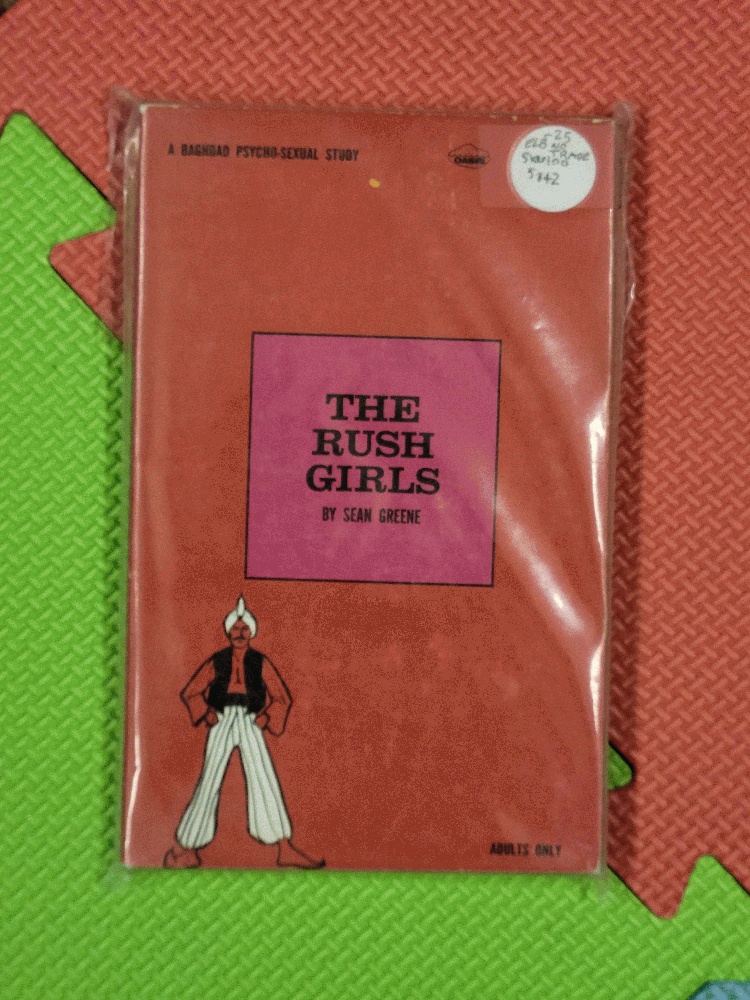 A BAGHDAD PSYCHO-SEXUAL STUDY
THE
RUSH
GIRLS
BY SEAN GREENE
ADULTS ONLY